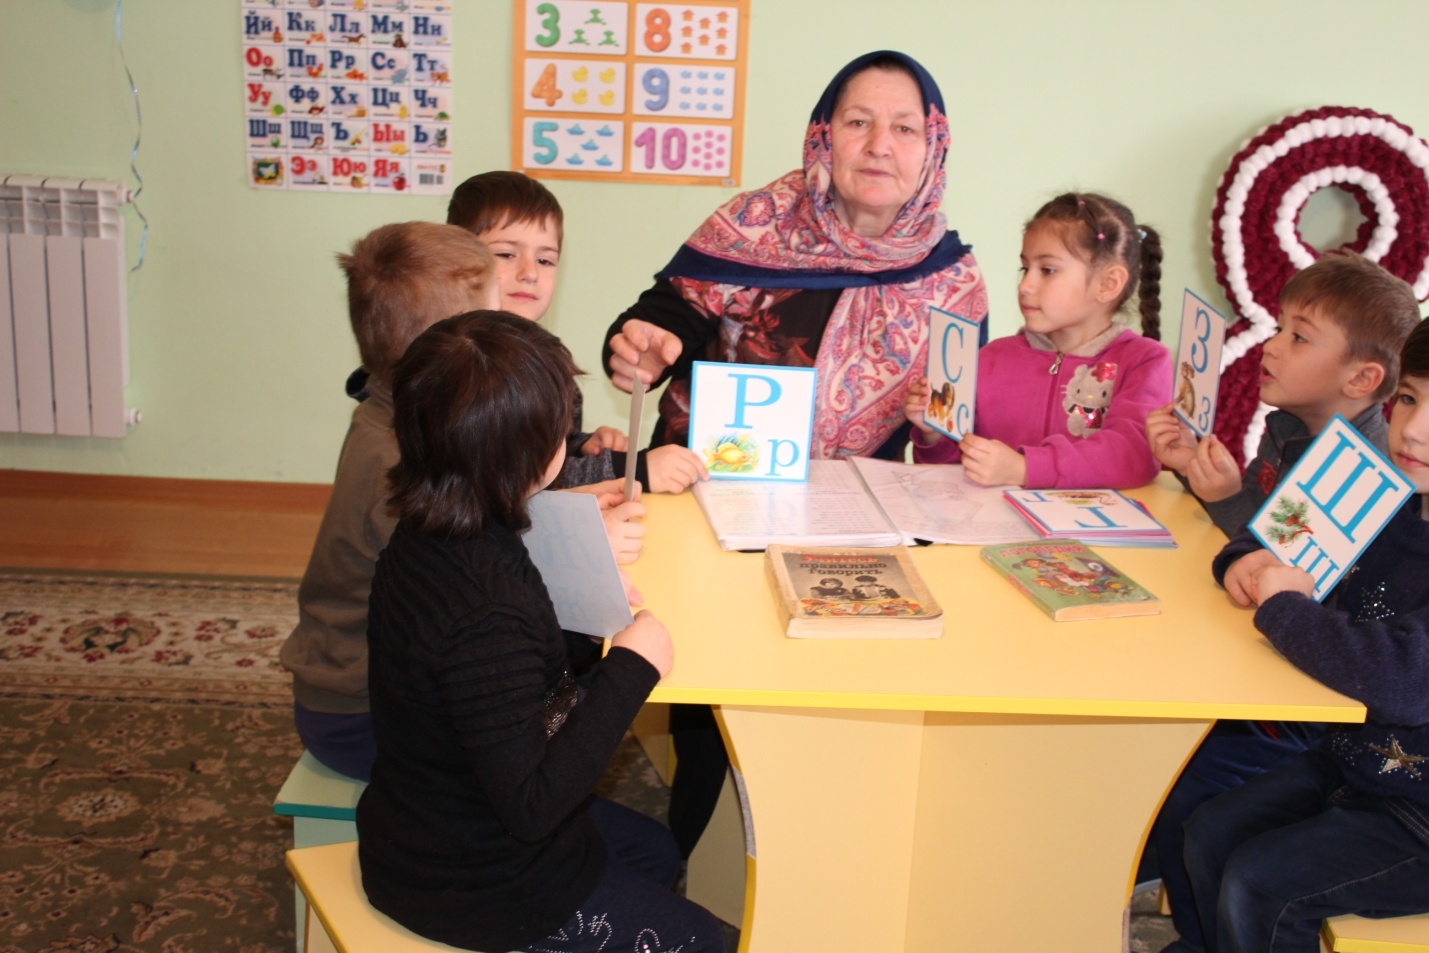 Йй Кк Лл Мм Нн
Оо Пп Рр Сс Тт
Уу Фф Хх Цц Чч
Шш Щщ Ъ Ыы Ь
Ээ Юю Яя
3 8
4 9
5 10
Р
р
С
с
З
з
Ш
ш
Г
правильно
говорить
8